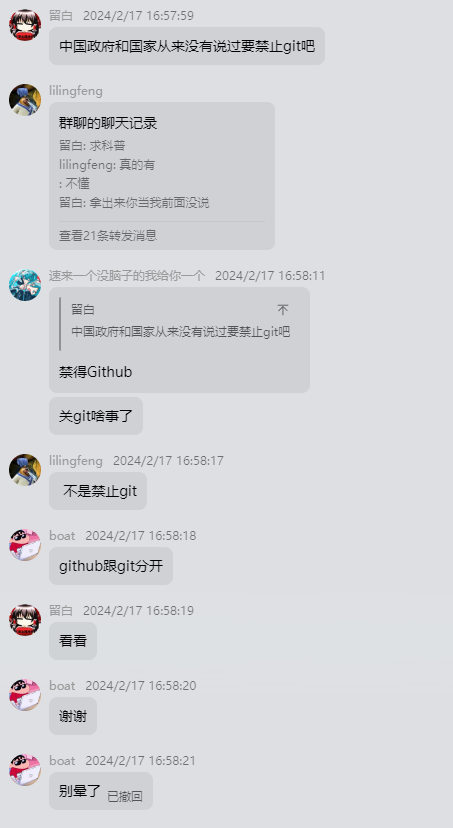 留白 2024/2/17 16:57:59
中国政府和国家从来没有说过要禁止git吧
lilingfeng
群聊的聊天记录
留白: 求科普
lilingfeng: 真的有
: 不懂
留白: 拿出来你当我前面没说
查看21条转发消息
速来一个没脑子的我给你一个 2024/2/17 16:58:11
留白 不
中国政府和国家从来没有说过要禁止git吧
禁得Github
关git啥事了
lilingfeng 2024/2/17 16:58:17
不是禁止git
boat 2024/2/17 16:58:18
github跟git分开
留白 2024/2/17 16:58:19
看看
boat 2024/2/17 16:58:20
谢谢
boat 2024/2/17 16:58:21
别晕了 已撤回